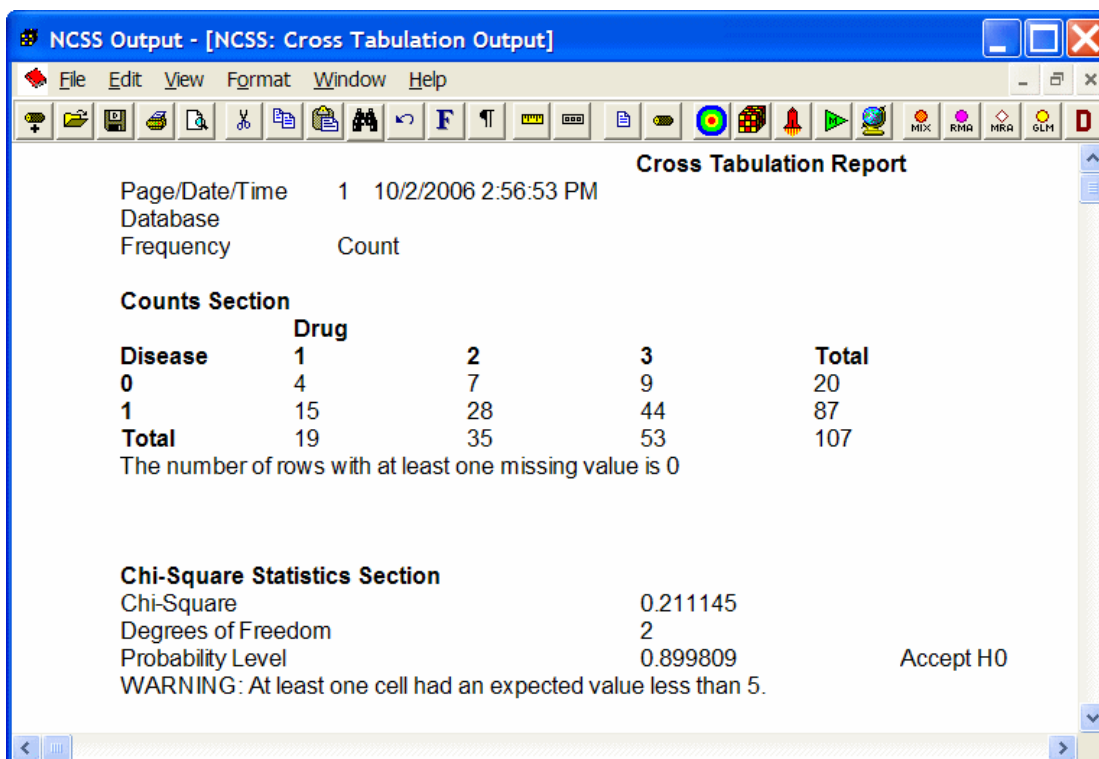 NCSS Output - [NCSS: Cross Tabulation Output]
File Edit View Format Window Help
F ¶ M MIX RMA MRA GLM D
Cross Tabulation Report
Page/Date/Time 1 10/2/2006 2:56:53 PM
Database
Frequency Count
Counts Section
Drug
Disease 1 2 3 Total
0 4 7 9 20
1 15 28 44 87
Total 19 35 53 107
The number of rows with at least one missing value is 0
Chi-Square Statistics Section
Chi-Square 0.211145
Degrees of Freedom 2
Probability Level 0.899809 Accept H0
WARNING: At least one cell had an expected value less than 5.